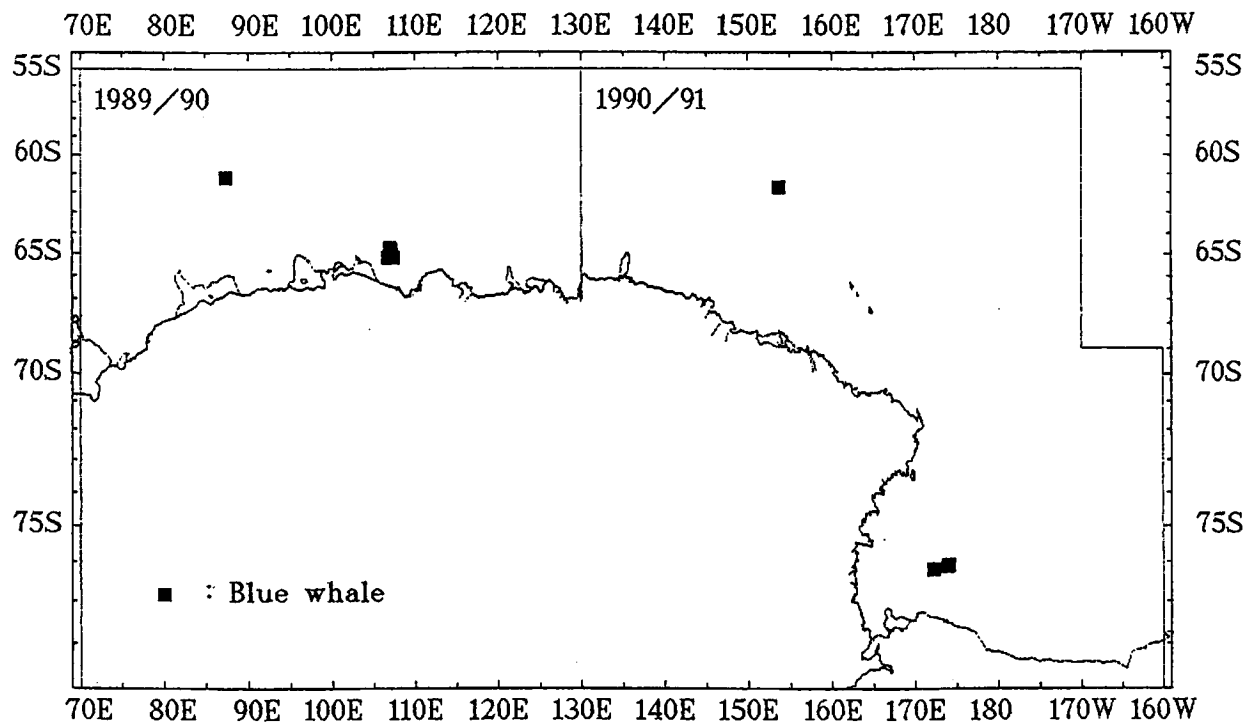 70E 80E 90E 100E 110E 120E 130E 140E 150E 160E 170E 180 170W 160W
55S 55S
1989/90 1990/91
60S 60S
65S 65S
70S 70S
75S 75S
: Blue whale
70E 80E 90E 100E 110E 120E 130E 140E 150E 160E 170E 180 170W 160W